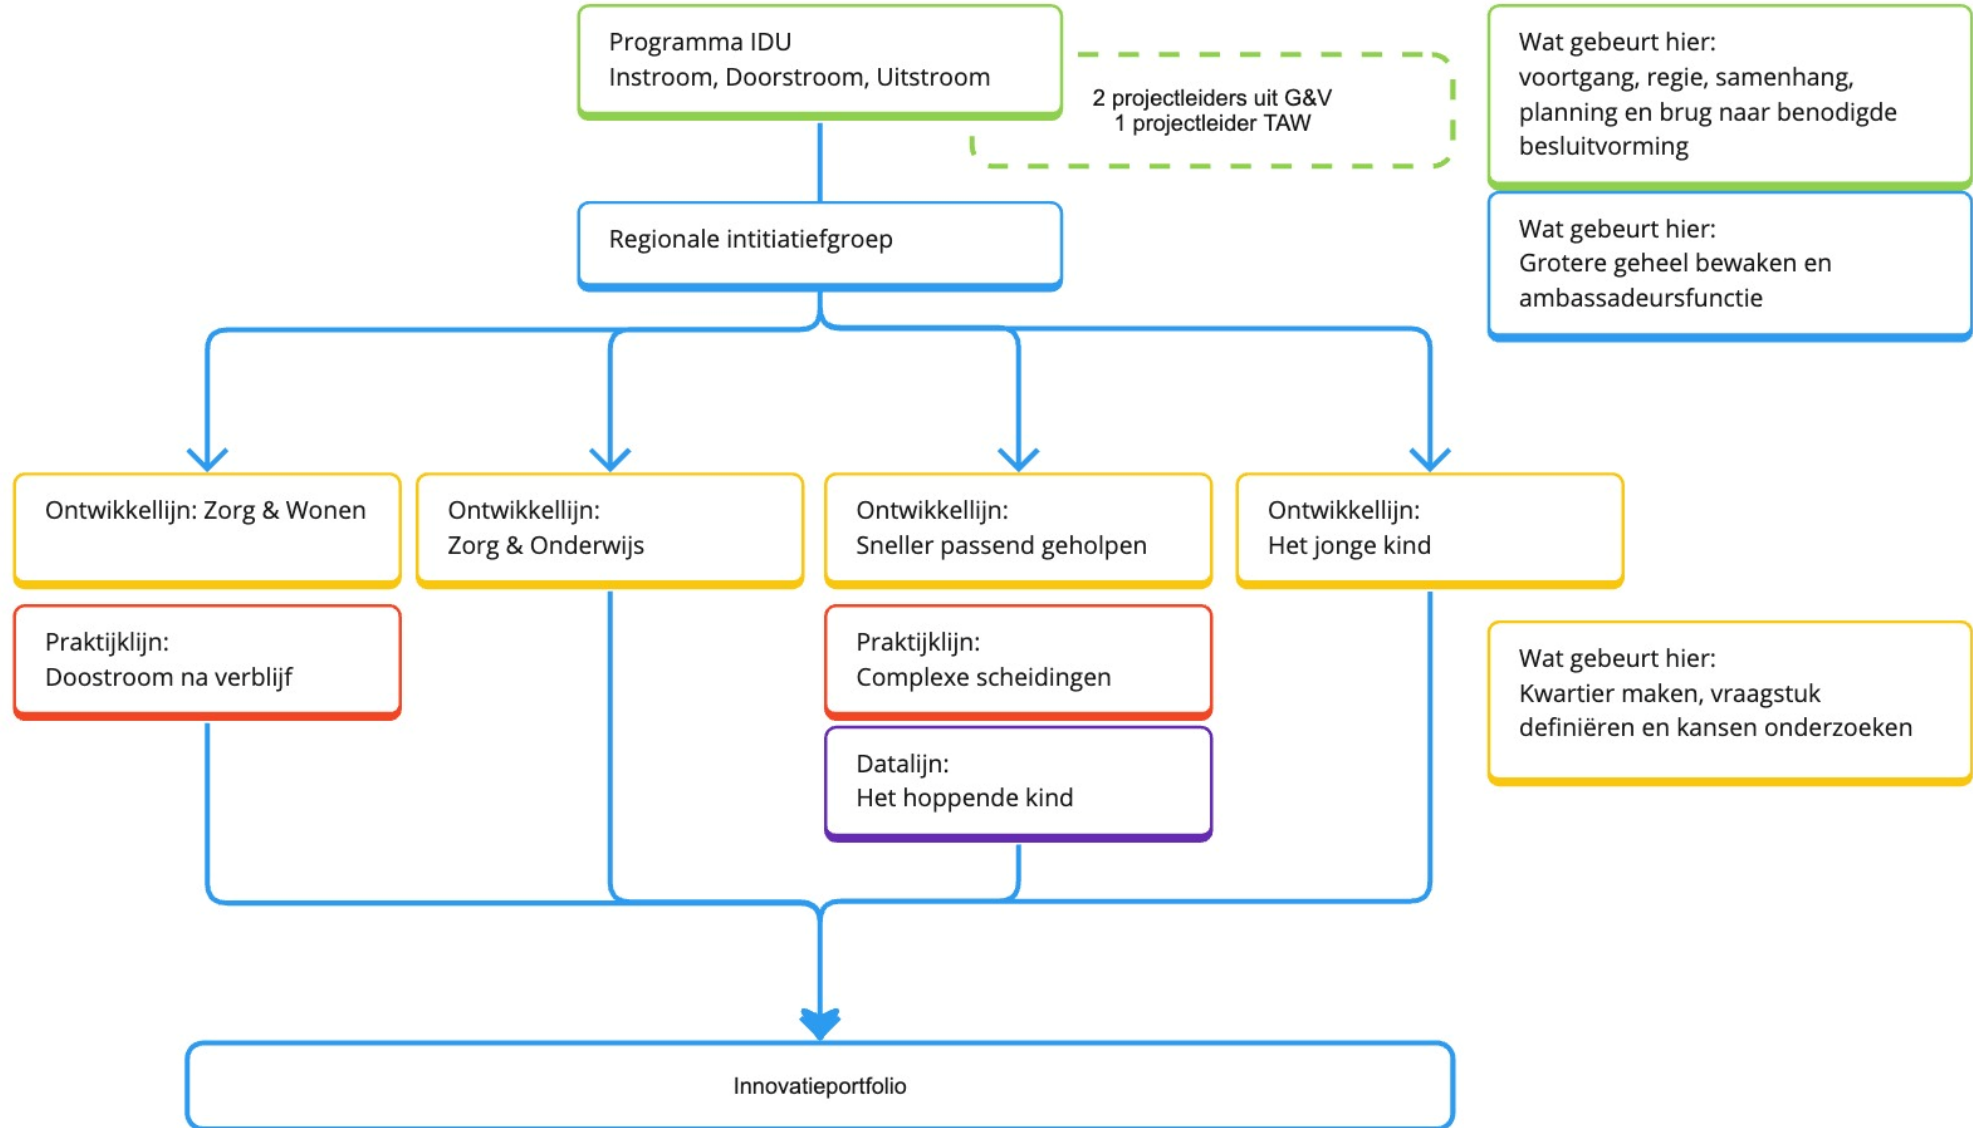 Programma IDU
Instroom, Doorstroom, Uitstroom
2 projectleiders uit G&V
1 projectleider TAW
Wat gebeurt hier:
voortgang, regie, samenhang,
planning en brug naar benodigde
besluitvorming
Regionale intitiatiefgroep
Wat gebeurt hier:
Grotere geheel bewaken en
ambassadeursfunctie
Ontwikkellijn: Zorg & Wonen
Ontwikkellijn:
Zorg & Onderwijs
Ontwikkellijn:
Sneller passend geholpen
Ontwikkellijn:
Het jonge kind
Praktijklijn:
Doostroom na verblijf
Praktijklijn:
Complexe scheidingen
Wat gebeurt hier:
Kwartier maken, vraagstuk
definiëren en kansen onderzoeken
Datalijn:
Het hoppende kind
Innovatieportfolio